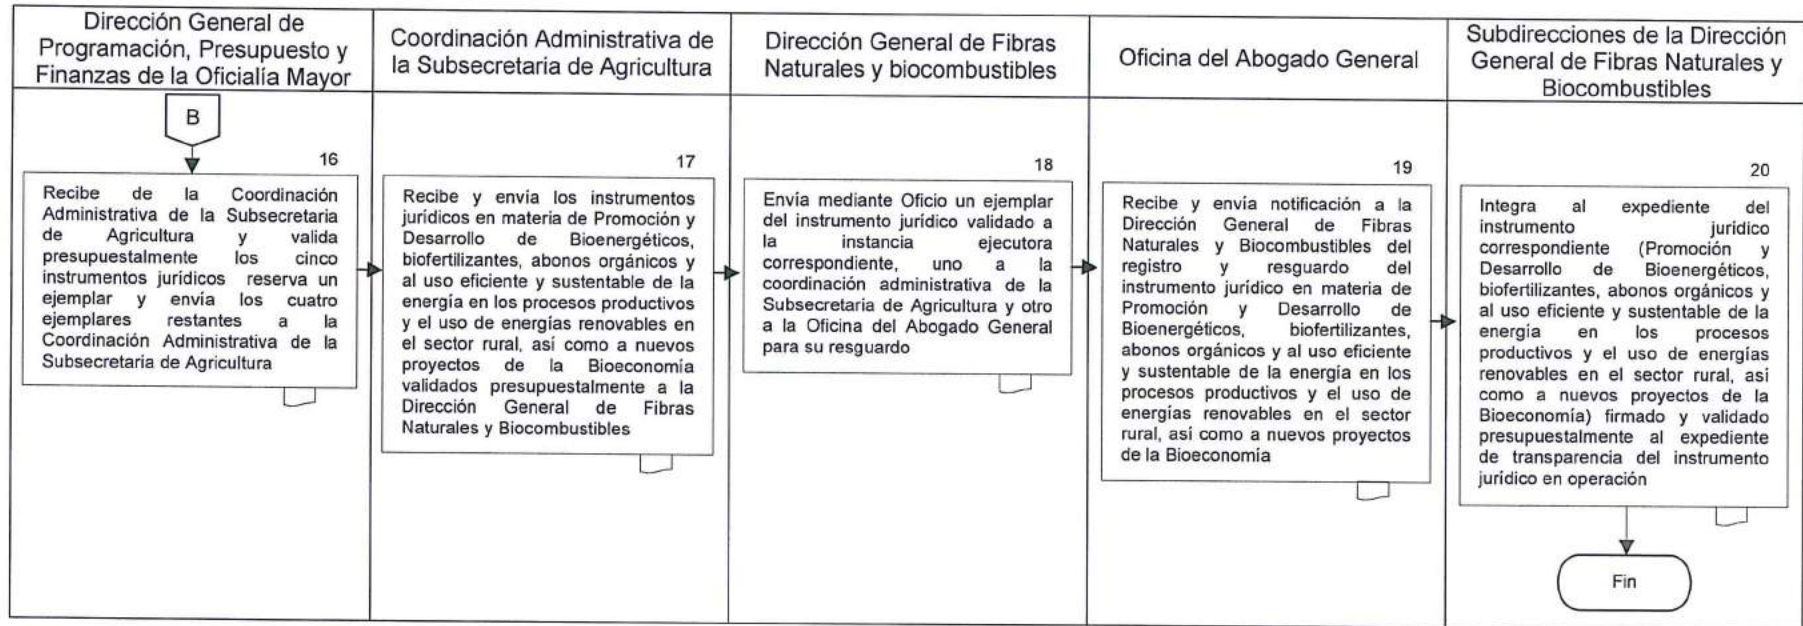 Dirección General de
Programación, Presupuesto y
Finanzas de la Oficialía Mayor
Coordinación Administrativa de
la Subsecretaria de Agricultura
Dirección General de Fibras
Naturales y biocombustibles
Oficina del Abogado General
Subdirecciones de la Dirección
General de Fibras Naturales y
Biocombustibles
B
16
Recibe de la Coordinación
Administrativa de la Subsecretaria
de Agricultura y valida
presupuestalmente los cinco
instrumentos jurídicos reserva un
ejemplar y envía los cuatro
ejemplares restantes a la
Coordinación Administrativa de la
Subsecretaria de Agricultura
17
Recibe y envía los instrumentos
jurídicos en materia de Promoción y
Desarrollo de Bioenergéticos,
biofertilizantes, abonos orgánicos y
al uso eficiente y sustentable de la
energía en los procesos productivos
y el uso de energías renovables en
el sector rural, así como a nuevos
proyectos de la Bioeconomía
validados presupuestalmente a la
Dirección General de Fibras
Naturales y Biocombustibles
18
Envía mediante Oficio un ejemplar
del instrumento jurídico validado a
la instancia ejecutora
correspondiente, uno a la
coordinación administrativa de la
Subsecretaria de Agricultura y otro
a la Oficina del Abogado General
para su resguardo
19
Recibe y envía notificación a la
Dirección General de Fibras
Naturales y Biocombustibles del
registro y resguardo del
instrumento jurídico en materia de
Promoción y Desarrollo de
Bioenergéticos, biofertilizantes,
abonos orgánicos y al uso eficiente
y sustentable de la energía en los
procesos productivos y el uso de
energías renovables en el sector
rural, así como a nuevos proyectos
de la Bioeconomía
20
Integra al expediente del
instrumento jurídico
correspondiente (Promoción y
Desarrollo de Bioenergéticos,
biofertilizantes, abonos orgánicos y
al uso eficiente y sustentable de la
energía en los procesos
productivos y el uso de energías
renovables en el sector rural, así
como a nuevos proyectos de la
Bioeconomía) firmado y validado
presupuestalmente al expediente
de transparencia del instrumento
jurídico en operación
Fin